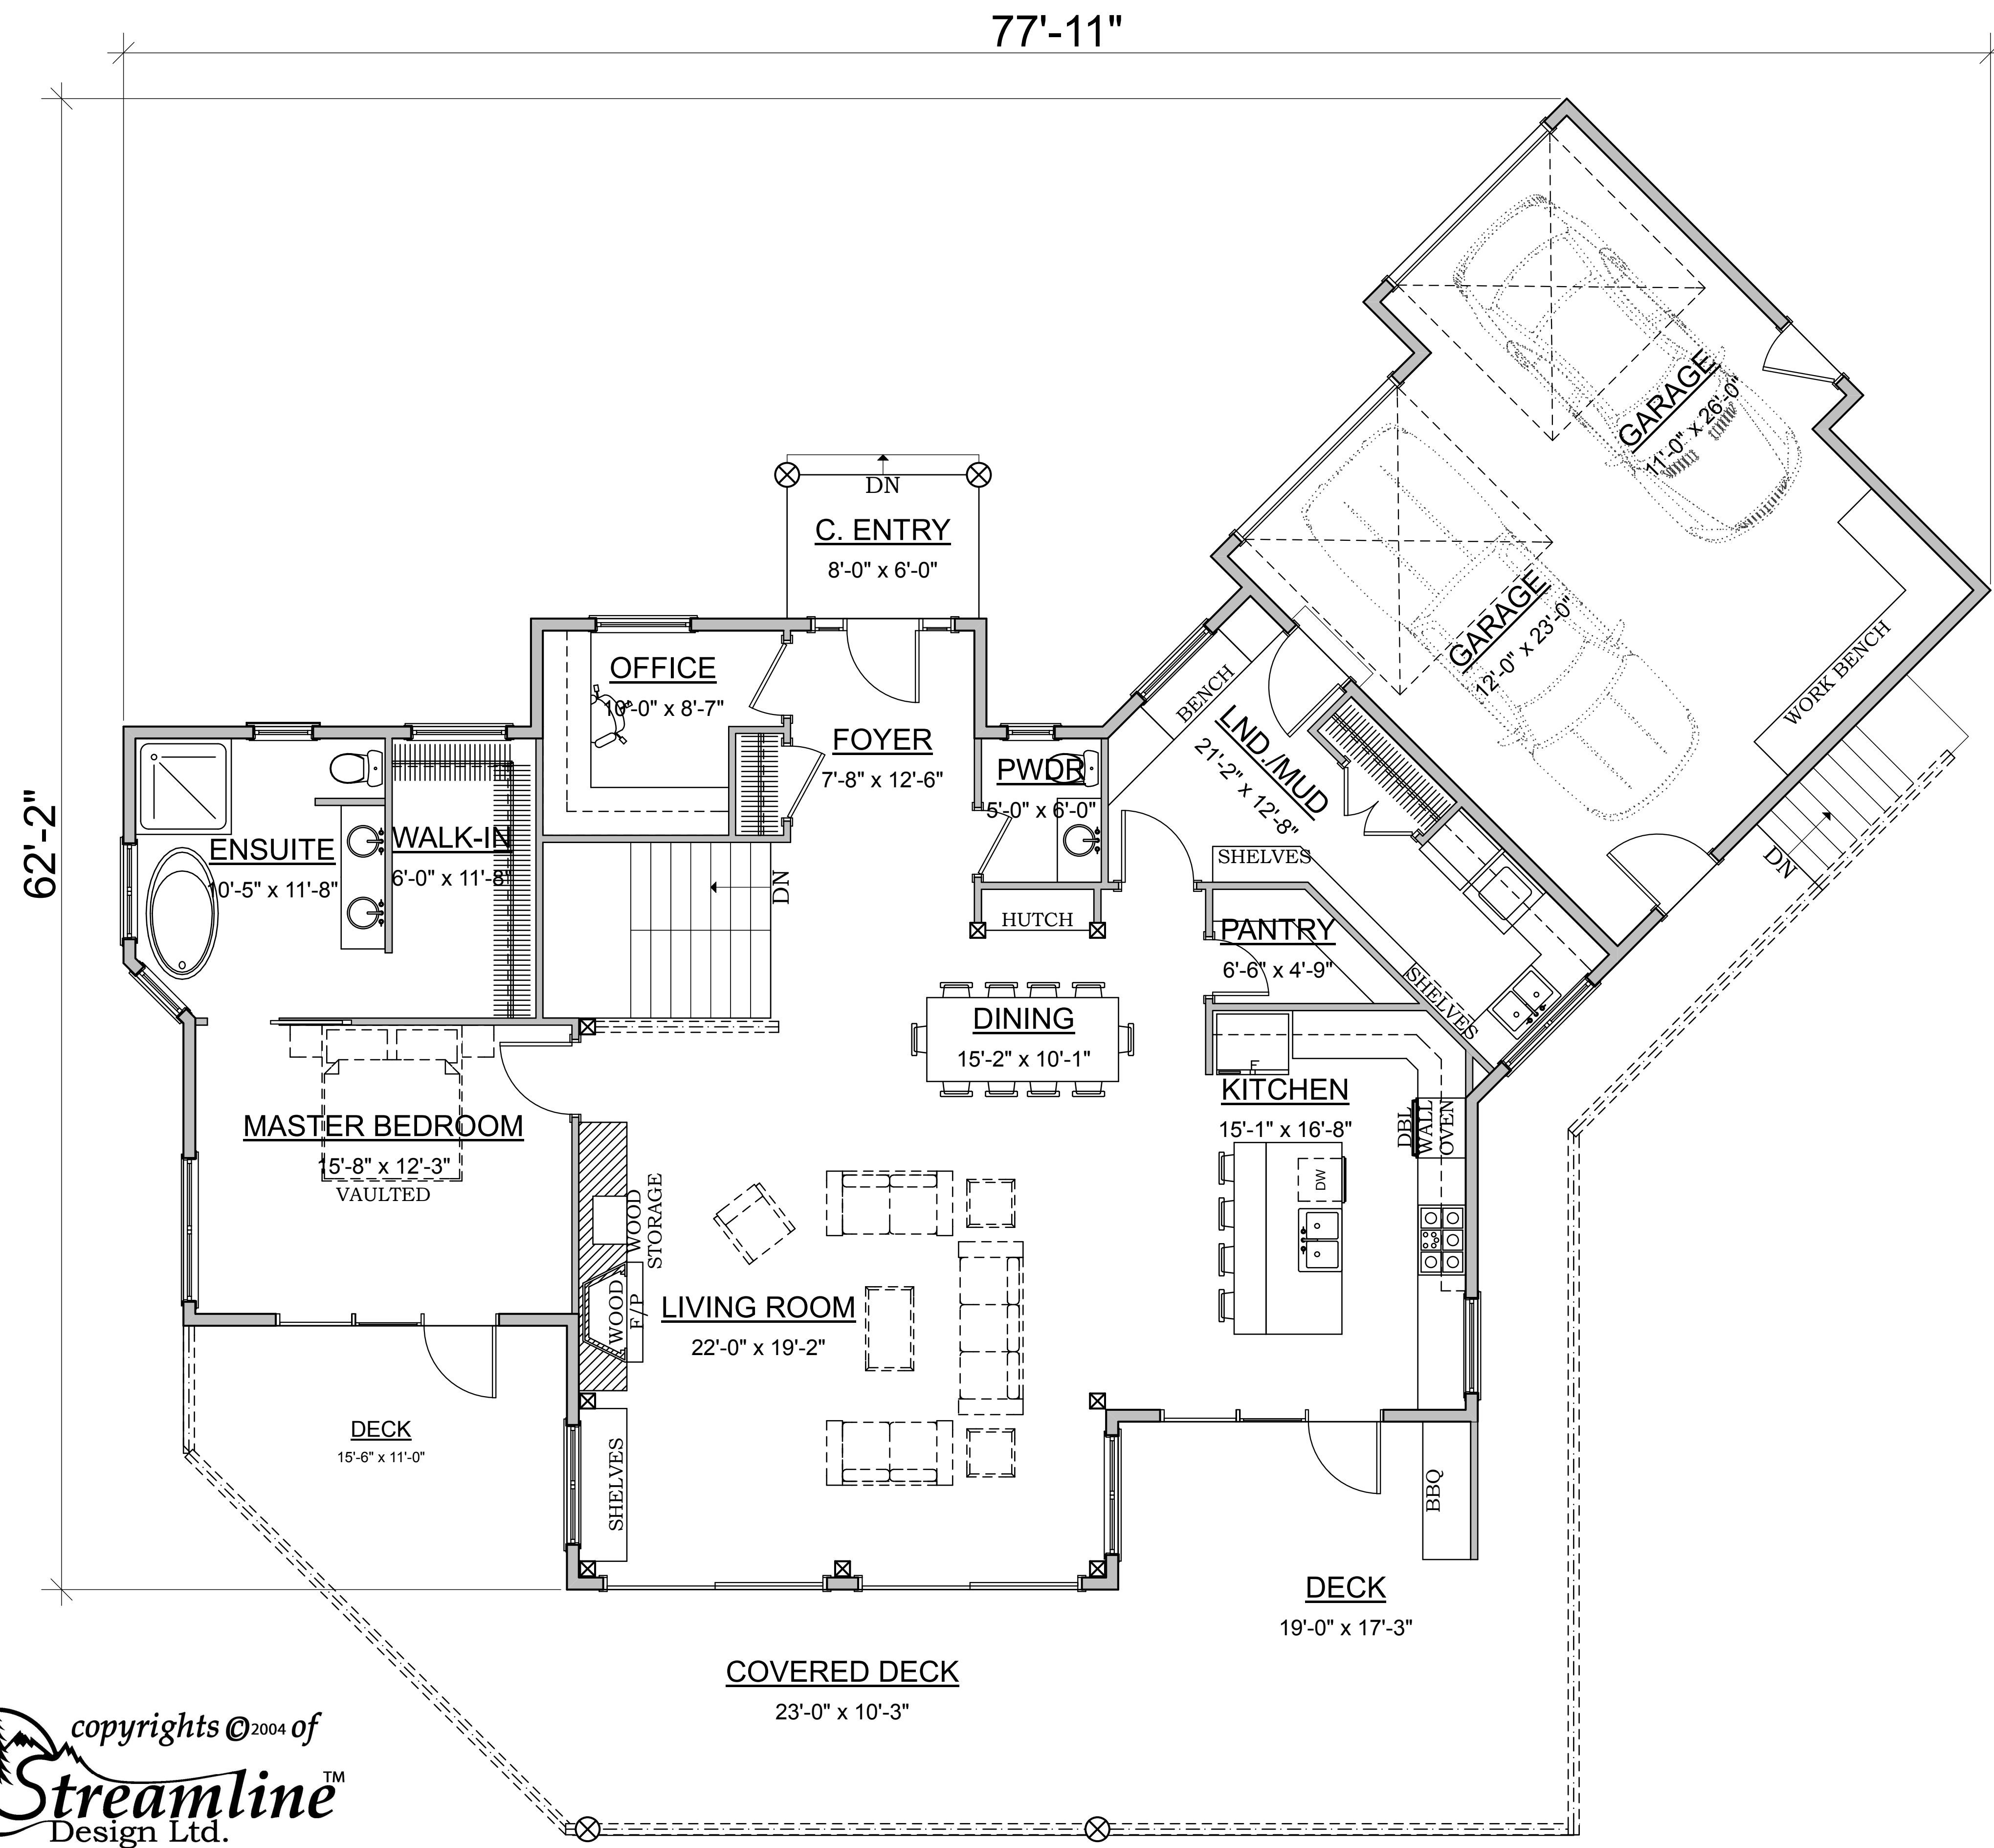 77'-11"
62'-2"
GARAGE
11'-0" x 26'-0"
DN
C. ENTRY
8'-0" x 6'-0"
GARAGE
12'-0" x 23'-0"
WORK BENCH
DN
OFFICE
10'-0" x 8'-7"
BENCH
LND./MUD
21'-2" x 12'-8"
FOYER
7'-8" x 12'-6"
PWDR
5'-0" x 6'-0"
ENSUITE
10'-5" x 11'-8"
WALK-IN
6'-0" x 11'-8"
DN
SHELVES
HUTCH
PANTRY
6'-6" x 4'-9"
SHELVES
DINING
15'-2" x 10'-1"
F
KITCHEN
15'-1" x 16'-8"
DBL
WALL
OVEN
MASTER BEDROOM
15'-8" x 12'-3"
VAULTED
DW
WOOD
STORAGE
WOOD
F/P
LIVING ROOM
22'-0" x 19'-2"
DECK
15'-6" x 11'-0"
SHELVES
BBQ
DECK
19'-0" x 17'-3"
COVERED DECK
23'-0" x 10'-3"
copyrights ©2004 of
Streamline™
Design Ltd.